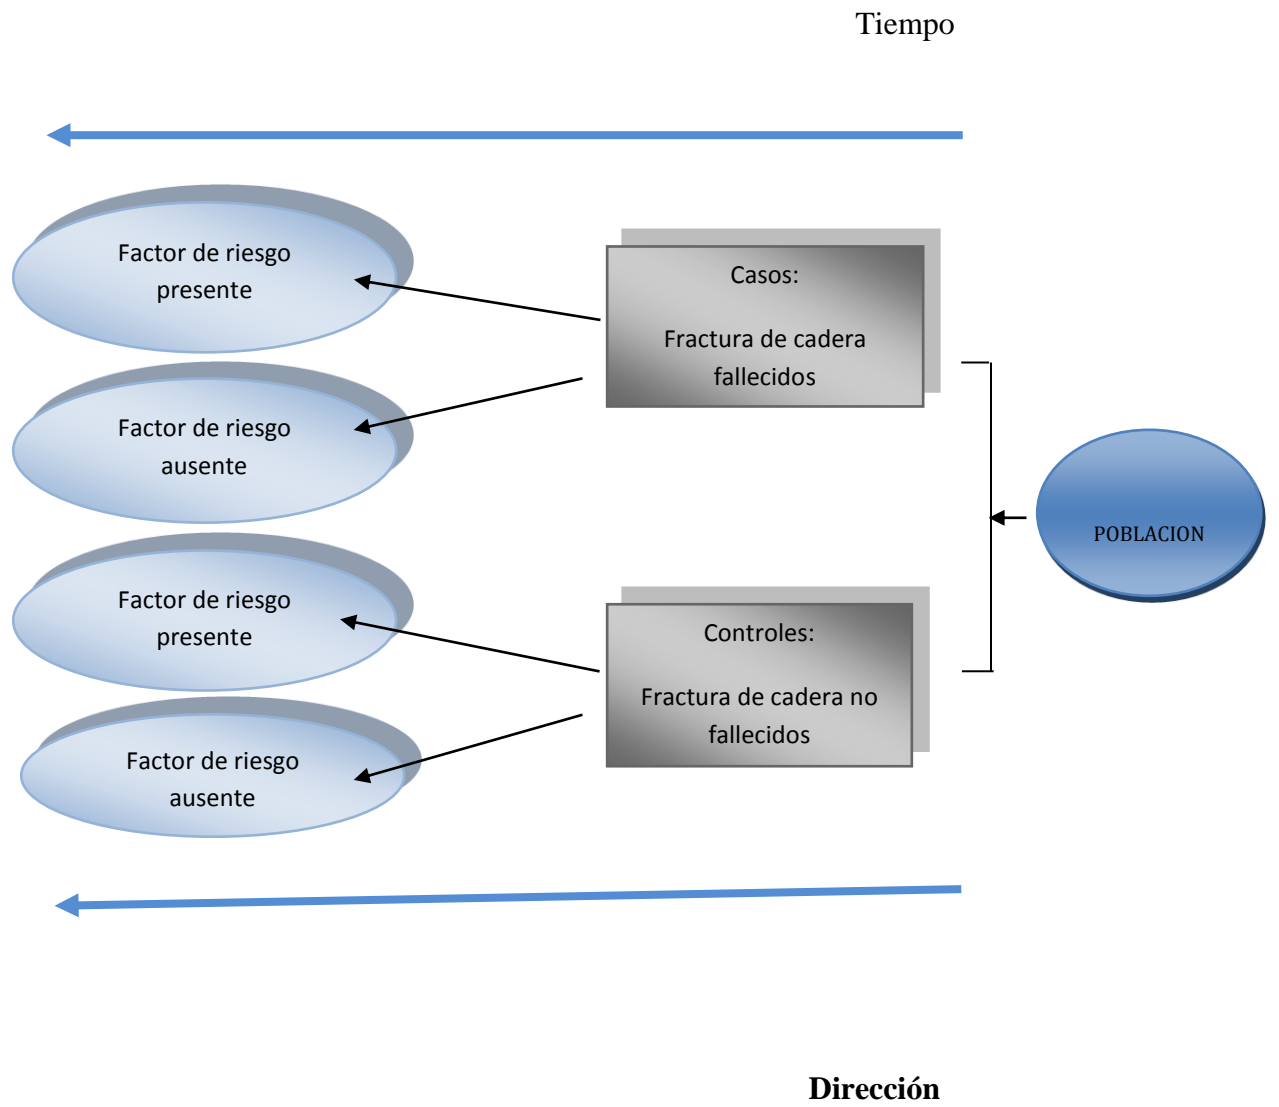 Tiempo
Factor de riesgo
presente
Casos:
Fractura de cadera
fallecidos
Factor de riesgo
ausente
POBLACION
Factor de riesgo
presente
Controles:
Fractura de cadera no
fallecidos
Factor de riesgo
ausente
Dirección